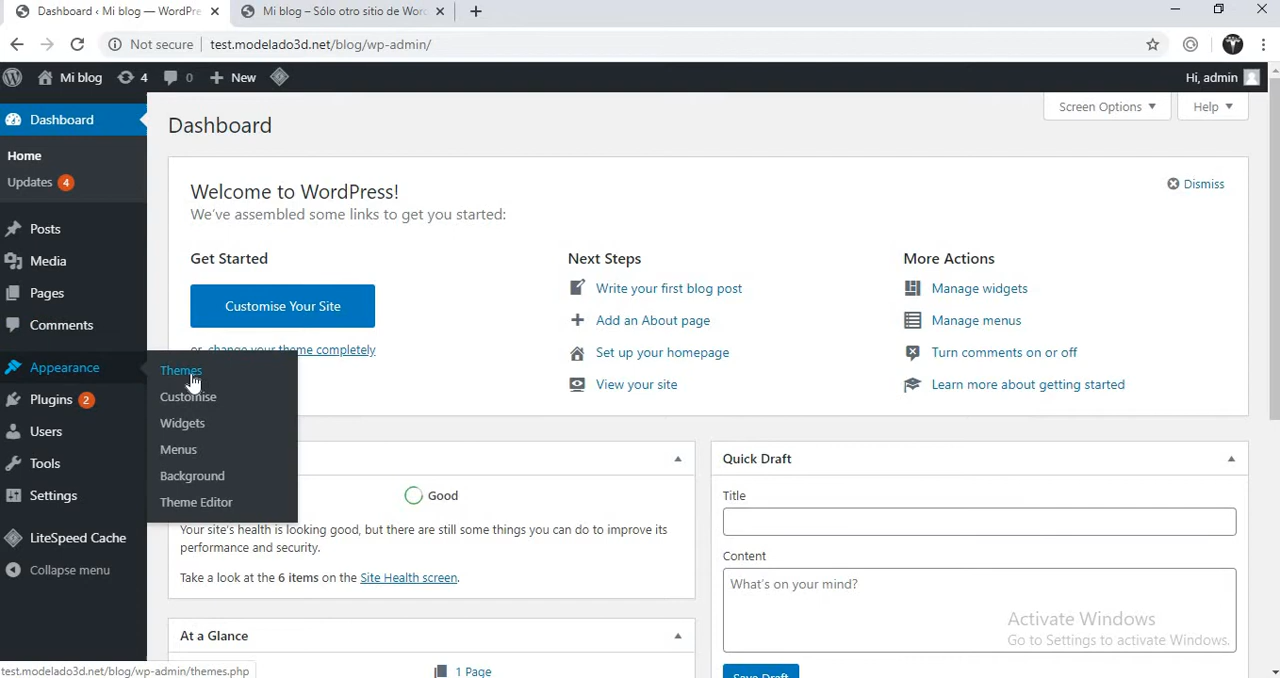 Dashboard ‹ Mi blog — WordPre
Mi blog – Sólo otro sitio de Word
Not secure test.modelado3d.net/blog/wp-admin/
Mi blog 4 0 New
Hi, admin
Dashboard
Home
Updates 4
Posts
Media
Pages
Comments
Appearance
Plugins 2
Users
Tools
Settings
LiteSpeed Cache
Collapse menu
Themes
Customise
Widgets
Menus
Background
Theme Editor
Dashboard
Screen Options
Help
Welcome to WordPress!
We've assembled some links to get you started:
Dismiss
Get Started
Customise Your Site
or, change your theme completely
Next Steps
Write your first blog post
Add an About page
Set up your homepage
View your site
More Actions
Manage widgets
Manage menus
Turn comments on or off
Learn more about getting started
Good
Your site's health is looking good, but there are still some things you can do to improve its
performance and security.
Take a look at the 6 items on the Site Health screen.
At a Glance
1 Page
Quick Draft
Title
Content
What's on your mind?
Save Draft
Activate Windows
Go to Settings to activate Windows.
test.modelado3d.net/blog/wp-admin/themes.php